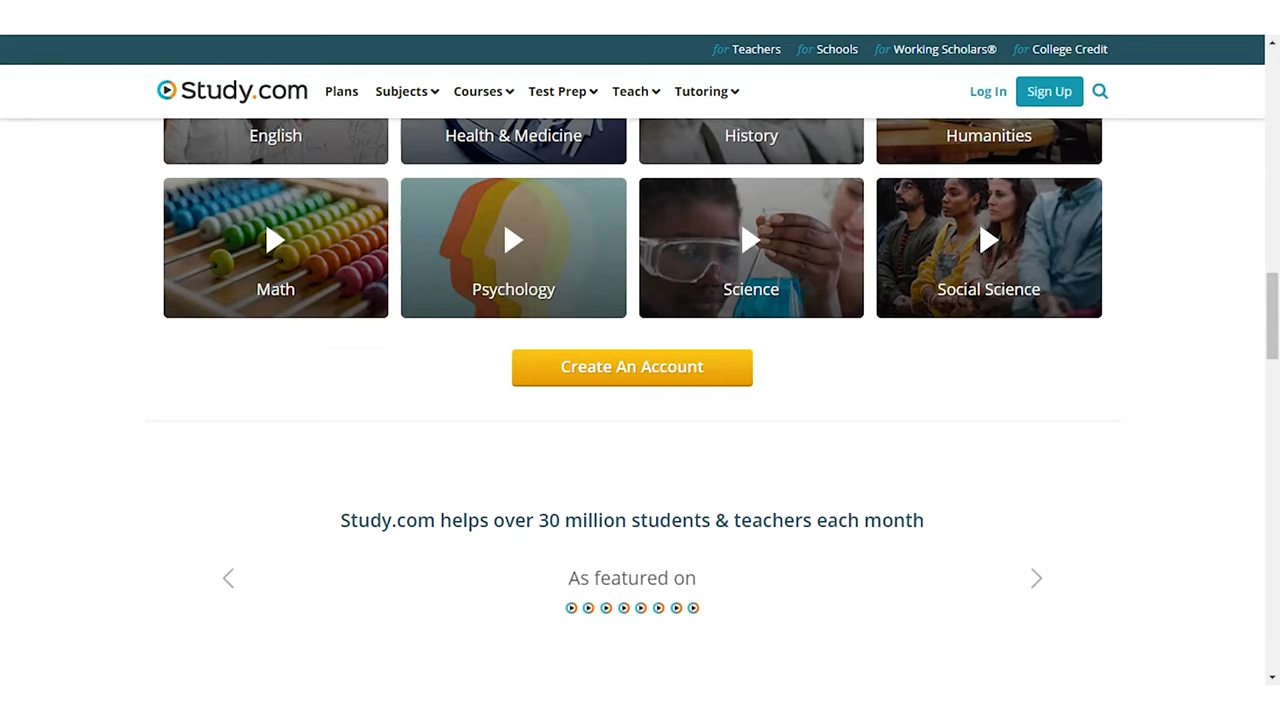 for Teachers for Schools for Working Scholars® for College Credit
Study.com Plans Subjects Courses Test Prep Teach Tutoring Log In Sign Up
English Health & Medicine History Humanities
Math Psychology Science Social Science
Create An Account
Study.com helps over 30 million students & teachers each month
As featured on